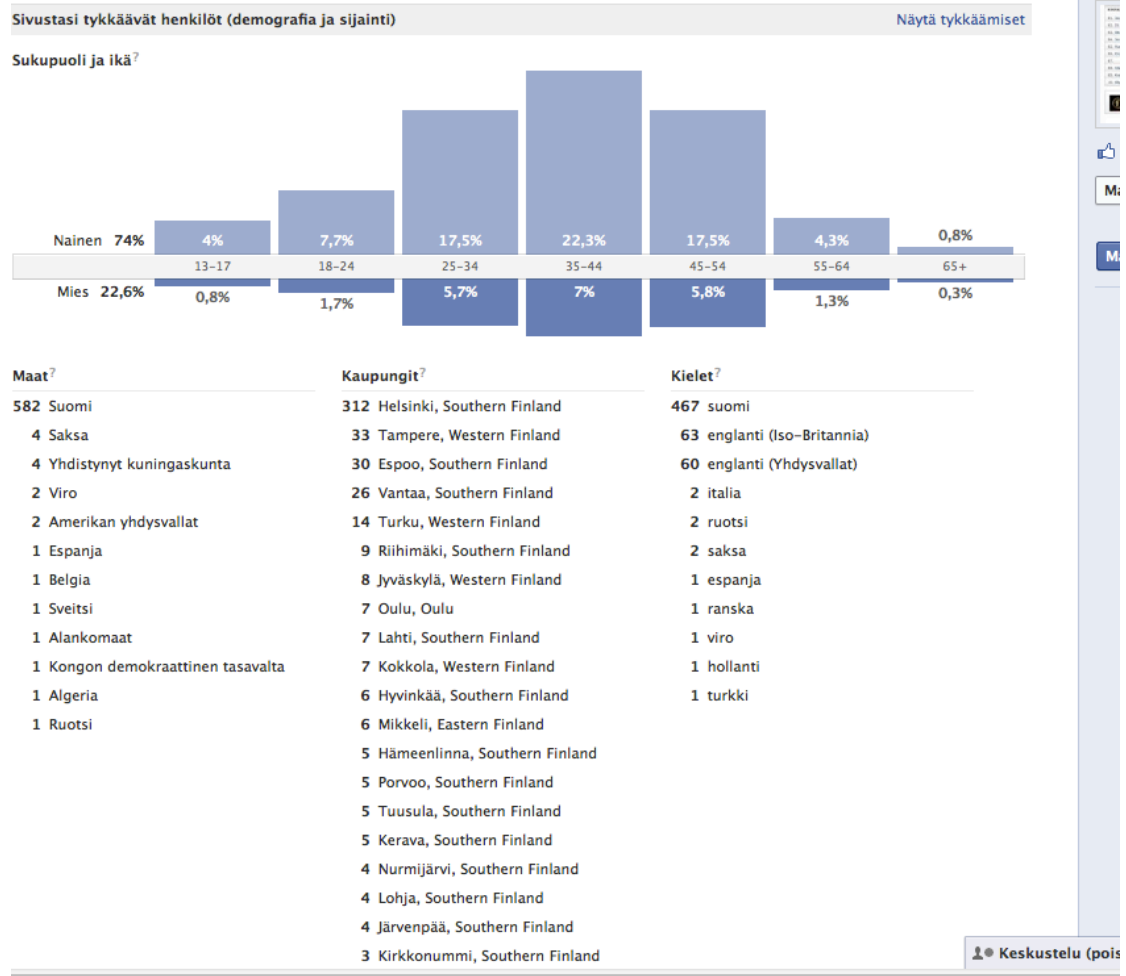 Sivustasi tykkäävät henkilöt (demografia ja sijainti) Näytä tykkäämiset
Sukupuoli ja ikä?
Nainen 74% 4% 7,7% 17,5% 22,3% 17,5% 4,3% 0,8%
13-17 18-24 25-34 35-44 45-54 55-64 65+
Mies 22,6% 0,8% 1,7% 5,7% 7% 5,8% 1,3% 0,3%
Maat?
582 Suomi
4 Saksa
4 Yhdistynyt kuningaskunta
2 Viro
2 Amerikan yhdysvallat
1 Espanja
1 Belgia
1 Sveitsi
1 Alankomaat
1 Kongon demokraattinen tasavalta
1 Algeria
1 Ruotsi
Kaupungit?
312 Helsinki, Southern Finland
33 Tampere, Western Finland
30 Espoo, Southern Finland
26 Vantaa, Southern Finland
14 Turku, Western Finland
9 Riihimäki, Southern Finland
8 Jyväskylä, Western Finland
7 Oulu, Oulu
7 Lahti, Southern Finland
7 Kokkola, Western Finland
6 Hyvinkää, Southern Finland
6 Mikkeli, Eastern Finland
5 Hämeenlinna, Southern Finland
5 Porvoo, Southern Finland
5 Tuusula, Southern Finland
5 Kerava, Southern Finland
4 Nurmijärvi, Southern Finland
4 Lohja, Southern Finland
4 Järvenpää, Southern Finland
3 Kirkkonummi, Southern Finland
Kielet?
467 suomi
63 englanti (Iso-Britannia)
60 englanti (Yhdysvallat)
2 italia
2 ruotsi
2 saksa
1 espanja
1 ranska
1 viro
1 hollanti
1 turkki
Ma
Ma
Keskustelu (pois